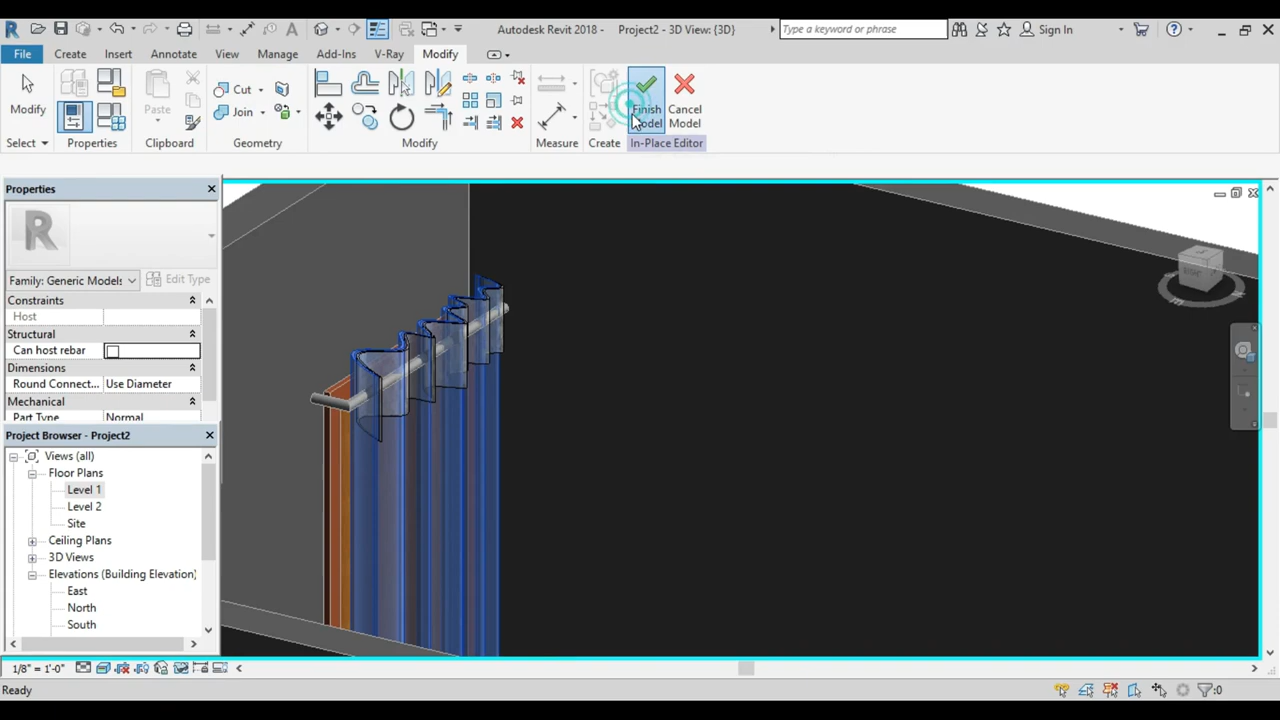 Autodesk Revit 2018 - Project2 - 3D View: {3D}
Type a keyword or phrase
Sign In
File Create Insert Annotate View Manage Add-Ins V-Ray Modify
Modify
Paste
Cut
Join
Finish Model
Cancel Model
Select Properties Clipboard Geometry Modify Measure Create In-Place Editor
Properties
Family: Generic Models
Edit Type
Constraints
Host
Structural
Can host rebar
Dimensions
Round Connect... Use Diameter
Mechanical
Part Type Normal
Project Browser - Project2
Views (all)
Floor Plans
Level 1
Level 2
Site
Ceiling Plans
3D Views
Elevations (Building Elevation)
East
North
South
1/8" = 1'-0"
Ready
:0